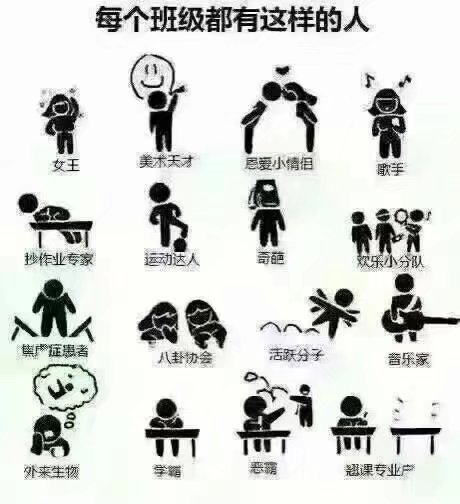 每个班级都有这样的人
女王
美术天才
恩爱小情侣
歌手
抄作业专家
运动达人
奇葩
欢乐小分队
焦虑症患者
八卦协会
活跃分子
音乐家
外来生物
学霸
恶霸
翘课专业户